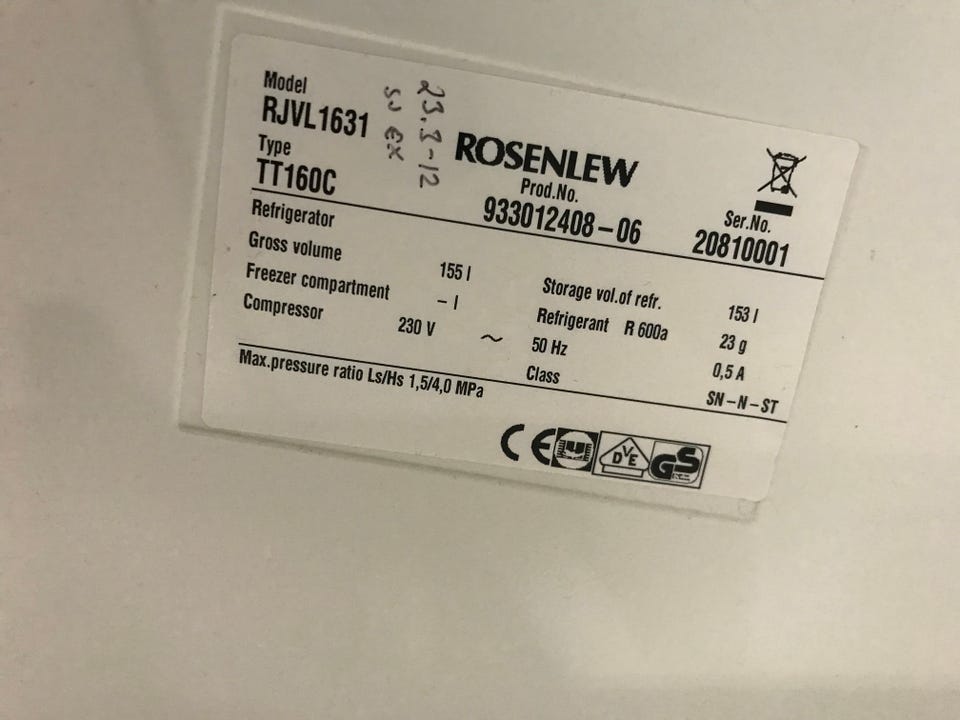 Model
RJVL1631
Type
TT160C
23.3-12
SJ EX
ROSENLEW
Prod.No.
933012408-06
Ser.No.
20810001
Refrigerator
Gross volume 155 l Storage vol.of refr. 153 l
Freezer compartment - l Refrigerant R 600a 23 g
Compressor 230 V ~ 50 Hz 0,5 A
Class SN-N-ST
Max.pressure ratio Ls/Hs 1,5/4,0 MPa
CE
DVE
GS